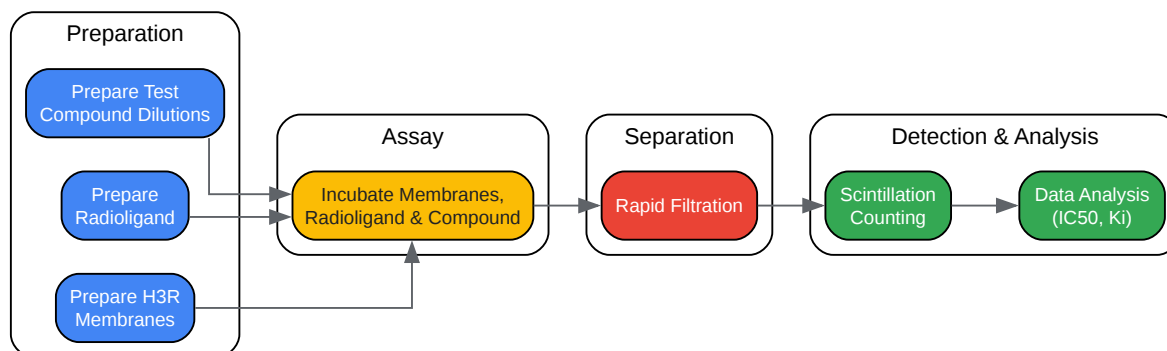 Preparation
Prepare Test
Compound Dilutions
Prepare
Radioligand
Prepare H3R
Membranes
Assay
Incubate Membranes,
Radioligand & Compound
Separation
Rapid Filtration
Detection & Analysis
Scintillation
Counting
Data Analysis
(IC50, Ki)